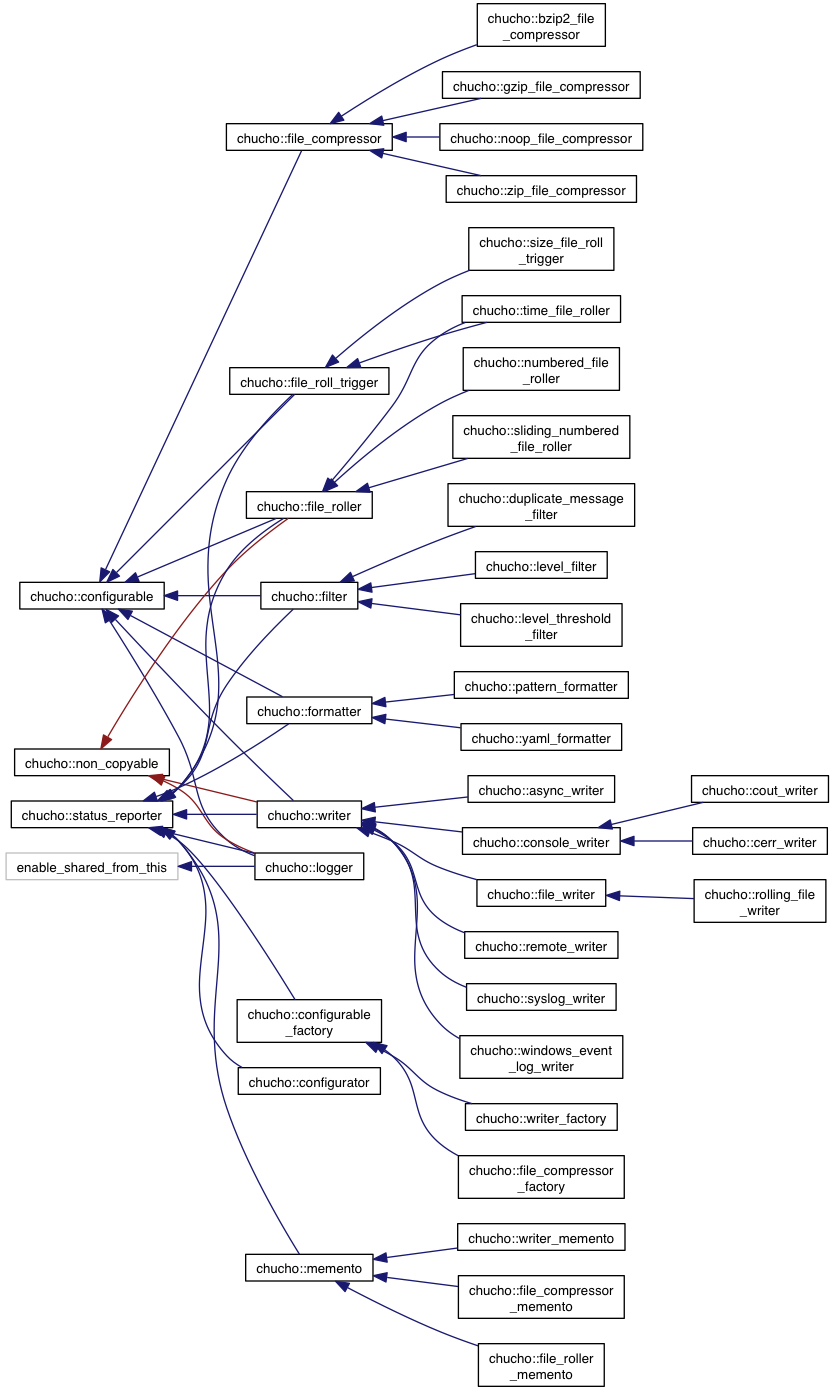 chucho::bzip2_file
_compressor
chucho::gzip_file_compressor
chucho::file_compressor
chucho::noop_file_compressor
chucho::zip_file_compressor
chucho::size_file_roll
_trigger
chucho::time_file_roller
chucho::file_roll_trigger
chucho::numbered_file
_roller
chucho::sliding_numbered
_file_roller
chucho::file_roller
chucho::duplicate_message
_filter
chucho::level_filter
chucho::configurable
chucho::filter
chucho::level_threshold
_filter
chucho::pattern_formatter
chucho::formatter
chucho::yaml_formatter
chucho::non_copyable
chucho::async_writer
chucho::cout_writer
chucho::status_reporter
chucho::writer
chucho::console_writer
chucho::cerr_writer
enable_shared_from_this
chucho::logger
chucho::file_writer
chucho::rolling_file
_writer
chucho::remote_writer
chucho::syslog_writer
chucho::configurable
_factory
chucho::windows_event
_log_writer
chucho::configurator
chucho::writer_factory
chucho::file_compressor
_factory
chucho::writer_memento
chucho::memento
chucho::file_compressor
_memento
chucho::file_roller
_memento